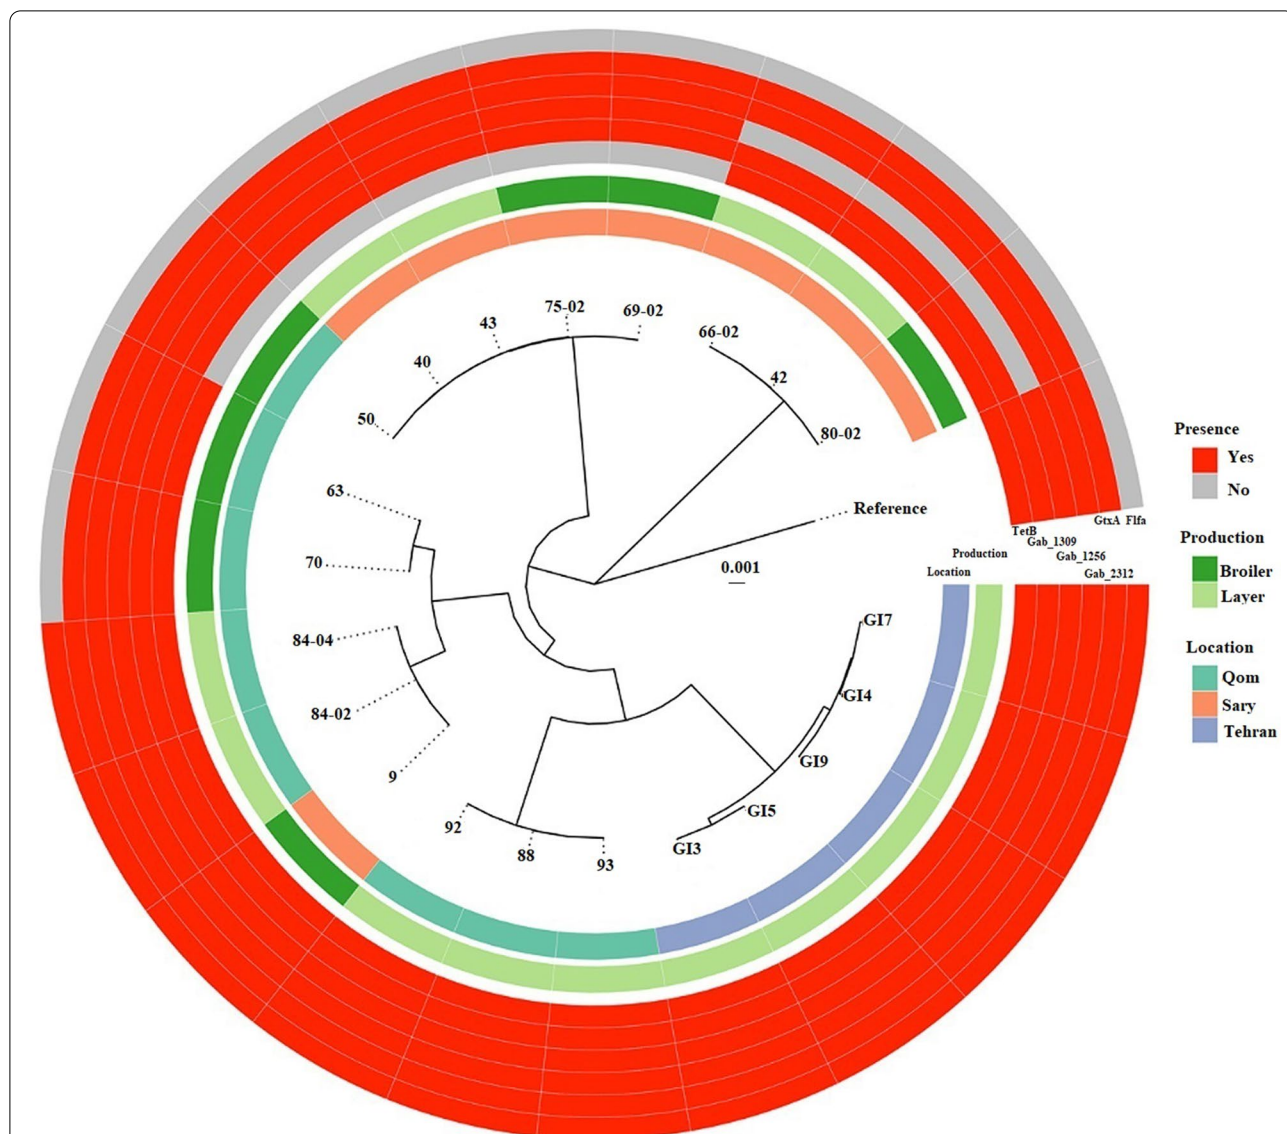 75-02
69-02
66-02
43
40
42
50
80-02
63
Reference
70
0.001
84-04
84-02
9
92
88
93
GI3
GI5
GI9
GI4
GI7
TetB
Gab_1309
Gab_1256
Gab_2312
GtxA Flfa
Production
Location
Presence
Yes
No
Production
Broiler
Layer
Location
Qom
Sary
Tehran